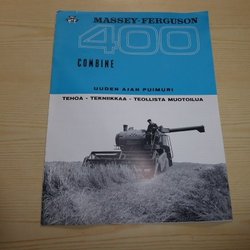 MASSEY-FERGUSON
400
COMBINE
UUDEN AJAN PUIMURI
TEHOA - TEKNIIKKAA - TEOLLISTA MUOTOILUA